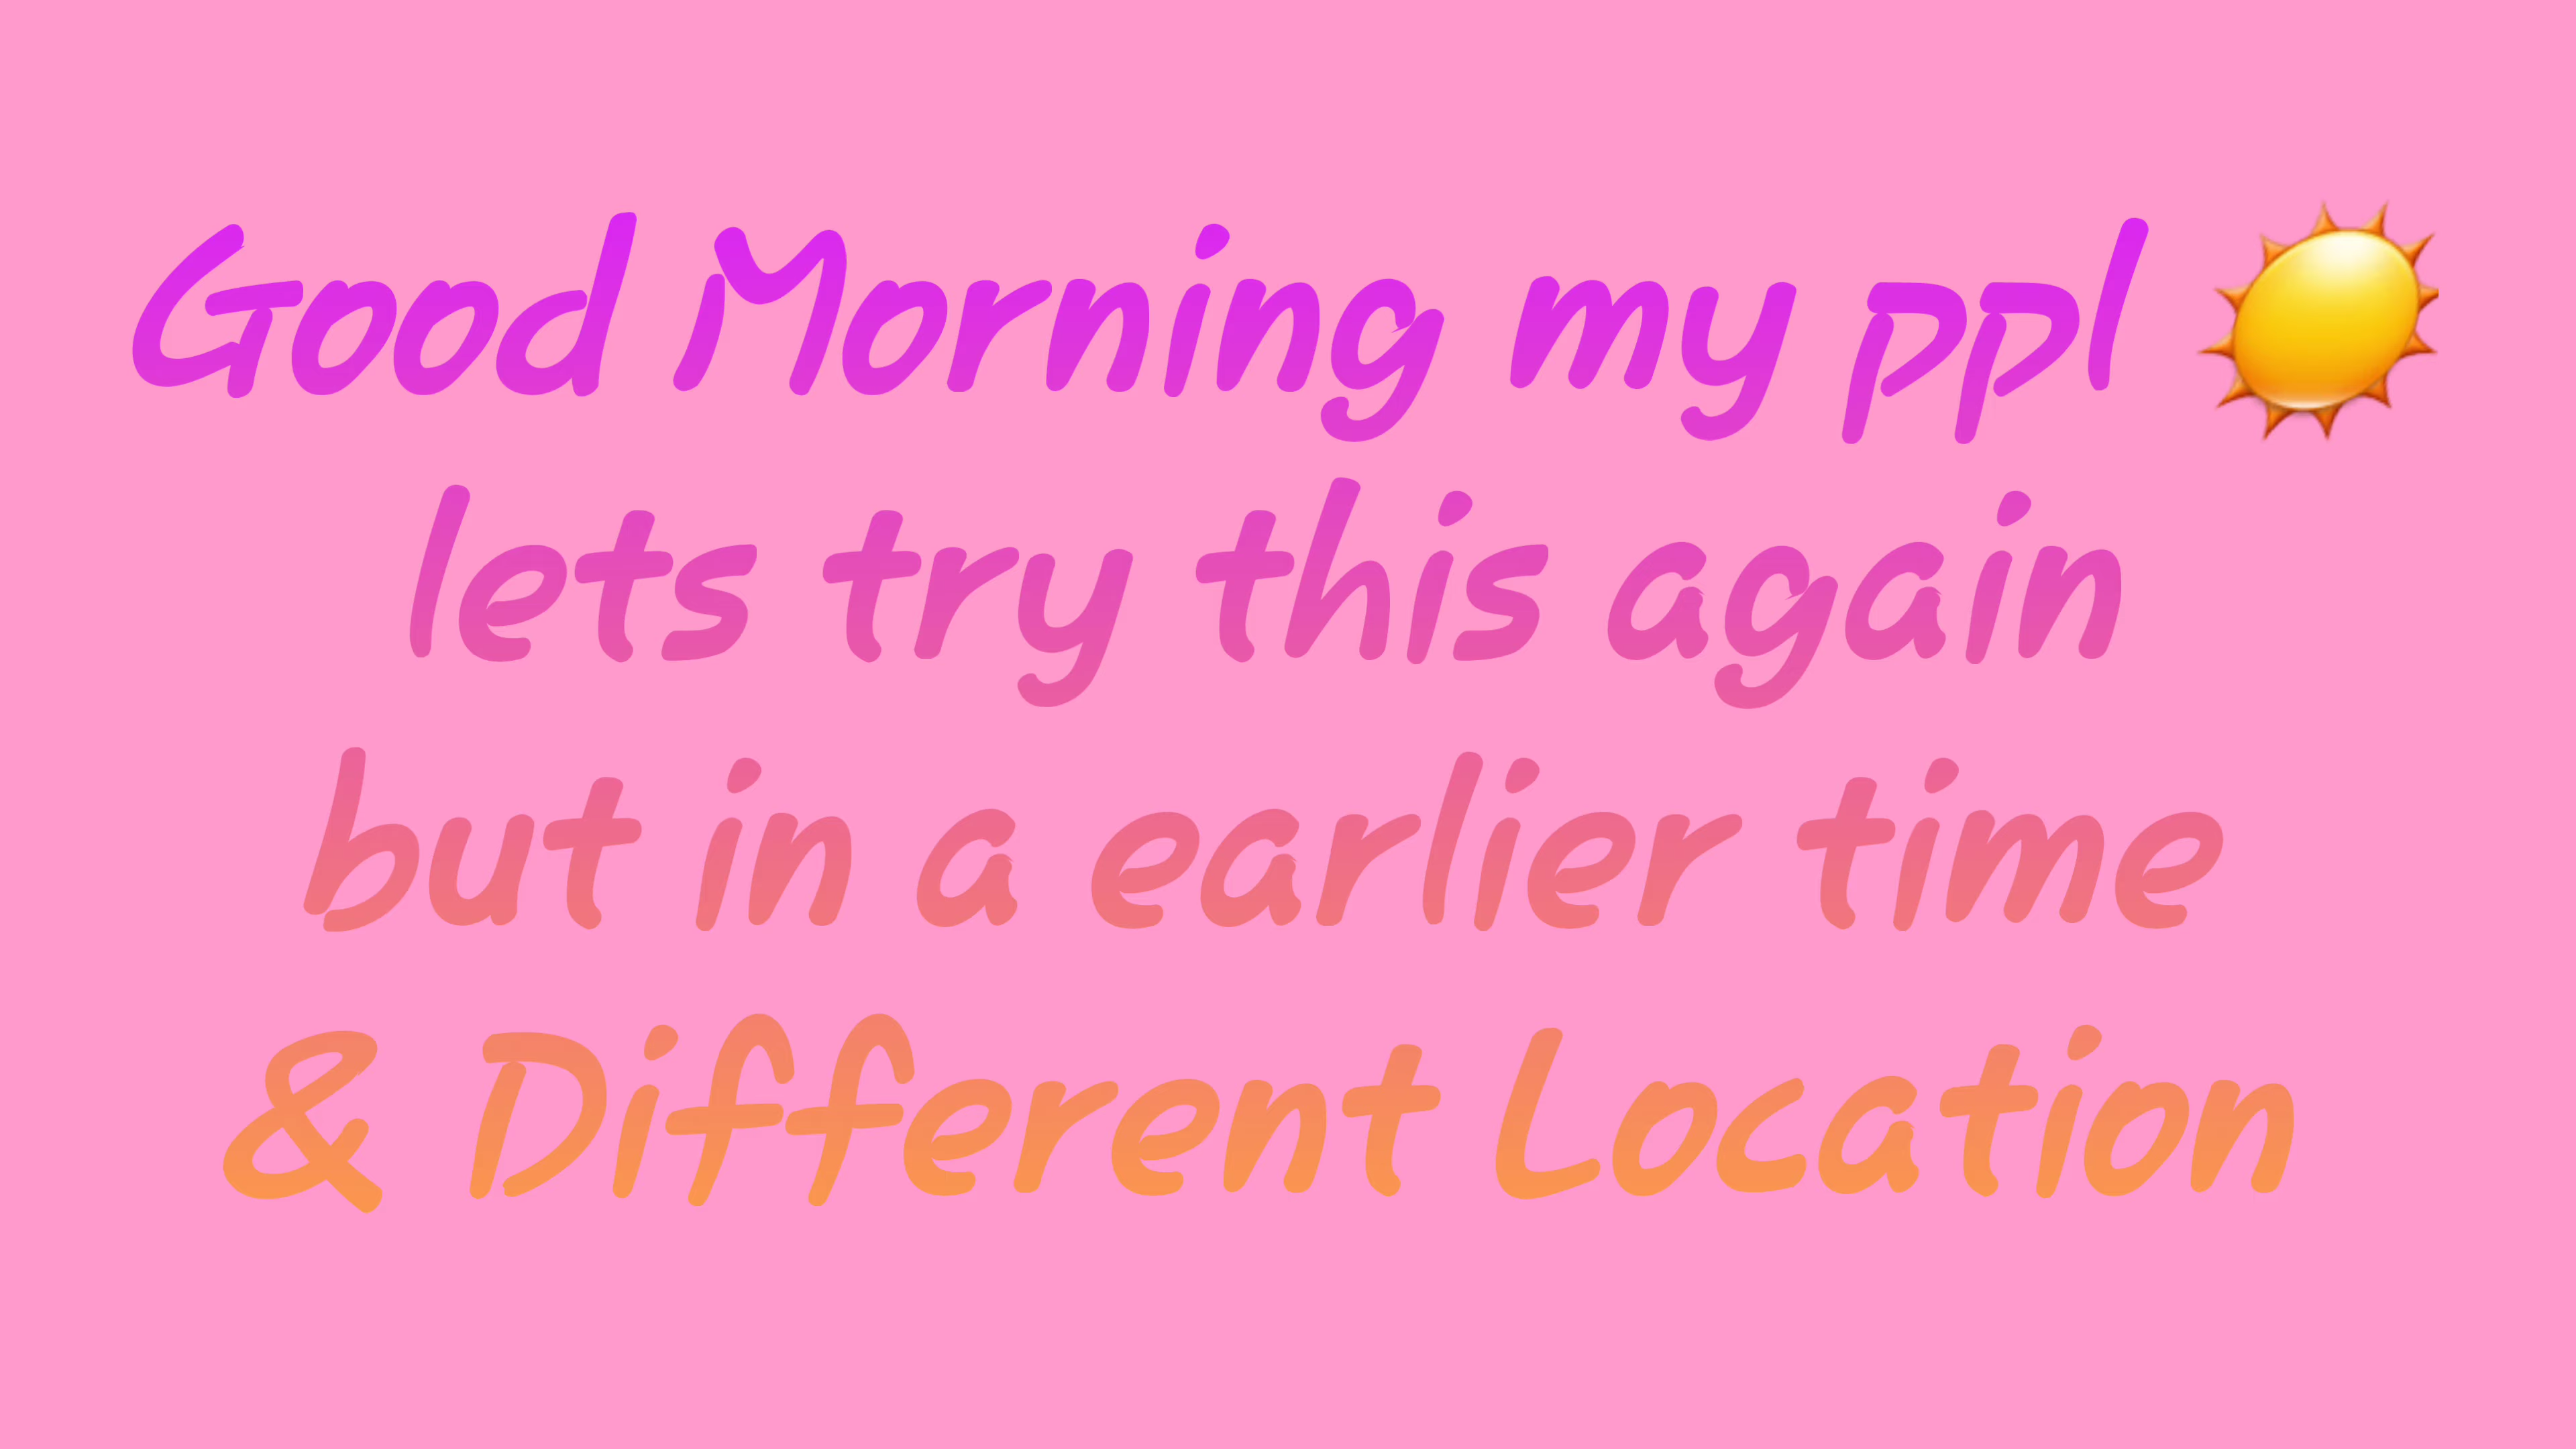 Good Morning my ppl ☀️
lets try this again
but in a earlier time
& Different Location